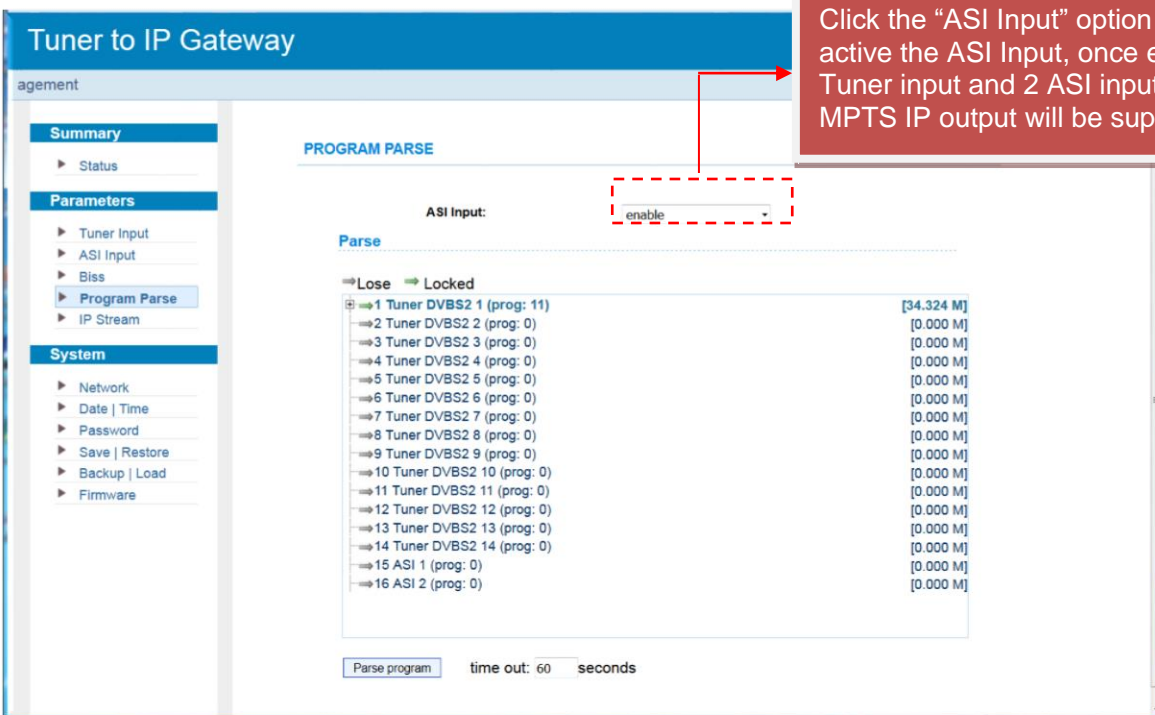 Tuner to IP Gateway
agement
Click the “ASI Input” option
active the ASI Input, once
Tuner input and 2 ASI input
MPTS IP output will be
Summary
Status
Parameters
Tuner Input
ASI Input
Biss
Program Parse
IP Stream
System
Network
Date | Time
Password
Save | Restore
Backup | Load
Firmware
PROGRAM PARSE
ASI Input: enable
Parse
Lose Locked
1 Tuner DVBS2 1 (prog: 11) [34.324 M]
2 Tuner DVBS2 2 (prog: 0) [0.000 M]
3 Tuner DVBS2 3 (prog: 0) [0.000 M]
4 Tuner DVBS2 4 (prog: 0) [0.000 M]
5 Tuner DVBS2 5 (prog: 0) [0.000 M]
6 Tuner DVBS2 6 (prog: 0) [0.000 M]
7 Tuner DVBS2 7 (prog: 0) [0.000 M]
8 Tuner DVBS2 8 (prog: 0) [0.000 M]
9 Tuner DVBS2 9 (prog: 0) [0.000 M]
10 Tuner DVBS2 10 (prog: 0) [0.000 M]
11 Tuner DVBS2 11 (prog: 0) [0.000 M]
12 Tuner DVBS2 12 (prog: 0) [0.000 M]
13 Tuner DVBS2 13 (prog: 0) [0.000 M]
14 Tuner DVBS2 14 (prog: 0) [0.000 M]
15 ASI 1 (prog: 0) [0.000 M]
16 ASI 2 (prog: 0) [0.000 M]
Parse program time out: 60 seconds